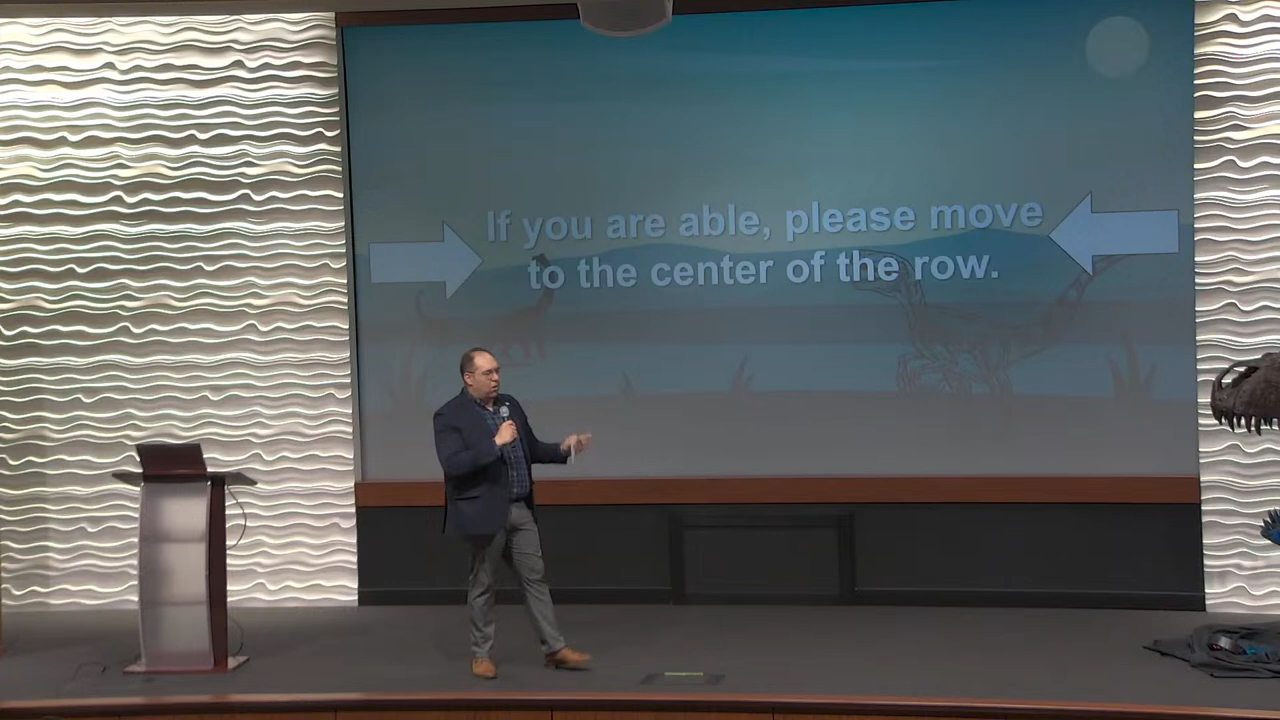 If you are able, please move
to the center of the row.